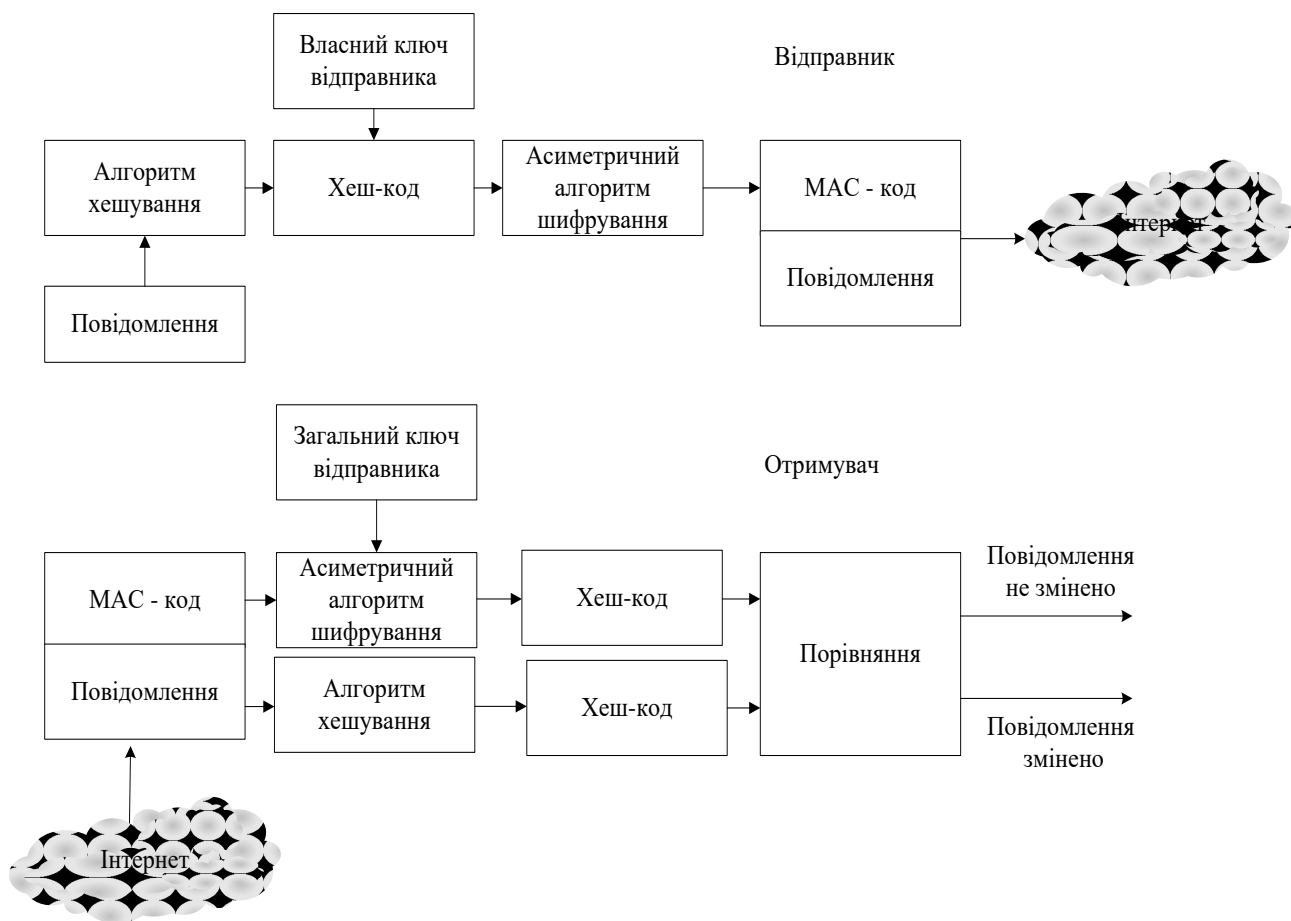 Власний ключ
відправника
Відправник
Алгоритм
хешування
Хеш-код
Асиметричний
алгоритм
шифрування
МАС - код
Повідомлення
Інтернет
Повідомлення
Загальний ключ
відправника
Отримувач
МАС - код
Повідомлення
Асиметричний
алгоритм
шифрування
Хеш-код
Алгоритм
хешування
Хеш-код
Порівняння
Повідомлення
не змінено
Повідомлення
змінено
Інтернет